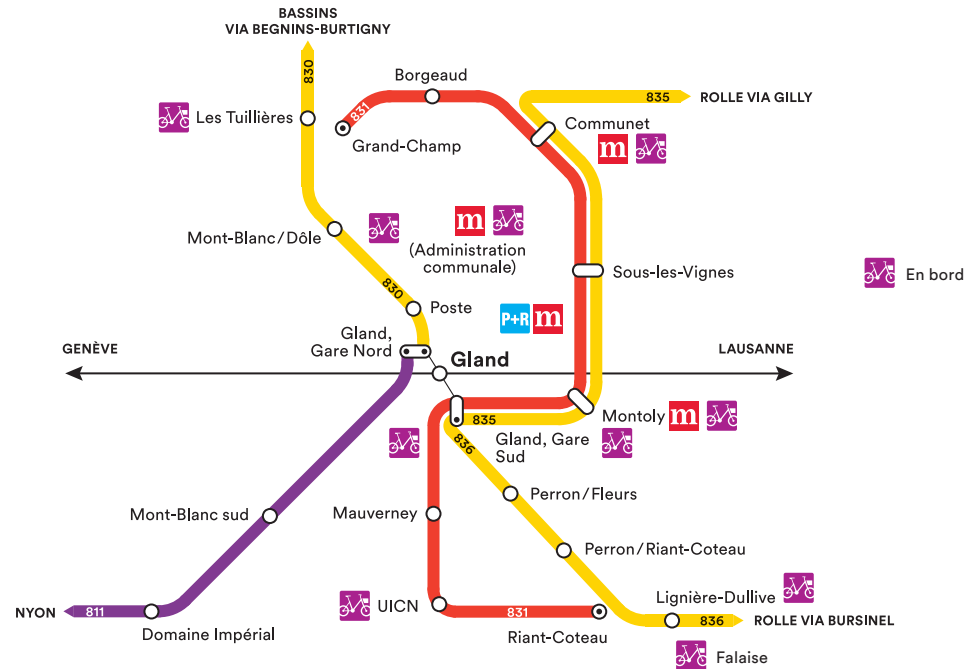 BASSINS
VIA BEGNINS-BURTIGNY
830
Borgeaud
835
ROLLE VIA GILLY
831
Les Tuillières
Communet
Grand-Champ
m
m
Mont-Blanc/Dôle
(Administration
communale)
Sous-les-Vignes
En bord
830
Poste
P+R
m
Gland,
Gare Nord
GENÈVE
Gland
LAUSANNE
835
Montoly
m
836
Gland, Gare
Sud
Perron/Fleurs
Mont-Blanc sud
Mauverney
Perron/Riant-Coteau
UICN
Lignière-Dullive
NYON
811
831
836
ROLLE VIA BURSINEL
Domaine Impérial
Riant-Coteau
Falaise